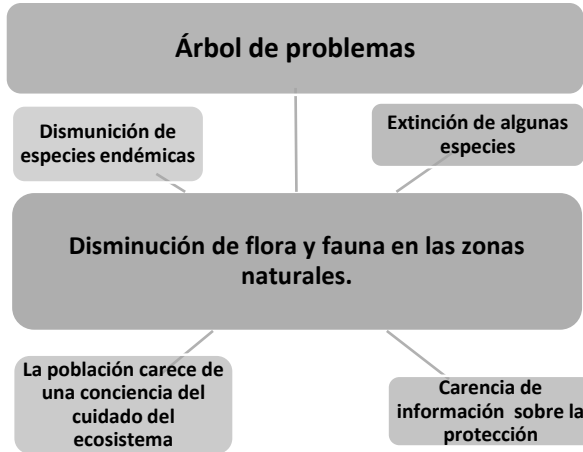 Árbol de problemas
Dismunición de
especies endémicas
Extinción de algunas
especies
Disminución de flora y fauna en las zonas
naturales.
La población carece de
una conciencia del
cuidado del
ecosistema
Carencia de
información sobre la
protección